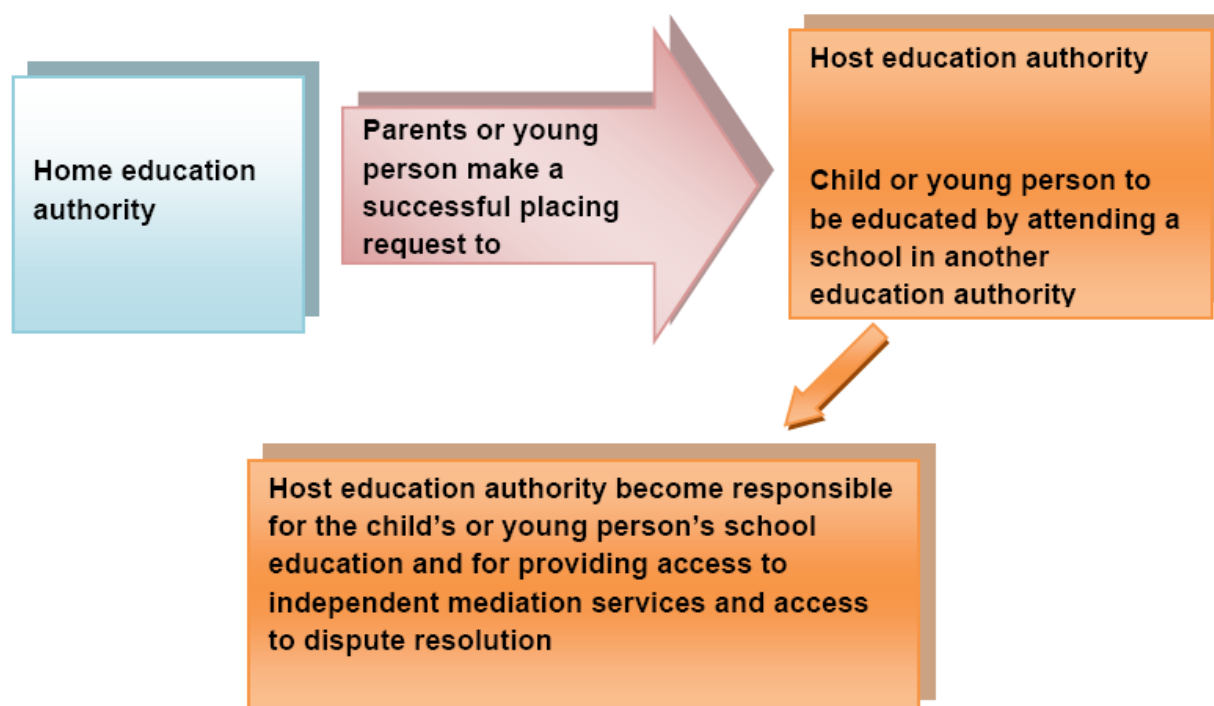 Home education
authority
Parents or young
person make a
successful placing
request to
Host education authority
Child or young person to
be educated by attending a
school in another
education authority
Host education authority become responsible
for the child’s or young person’s school
education and for providing access to
independent mediation services and access
to dispute resolution